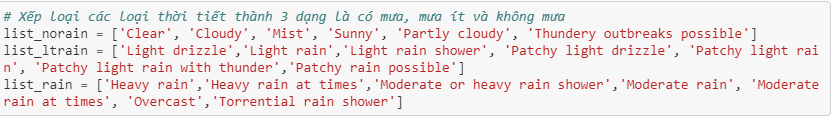 # Xếp loại các loại thời tiết thành 3 dạng là có mưa, mưa ít và không mưa
list_norain = ['Clear', 'Cloudy', 'Mist', 'Sunny', 'Partly cloudy', 'Thundery outbreaks possible']
list_ltrain = ['Light drizzle','Light rain','Light rain shower', 'Patchy light drizzle', 'Patchy light rai
n', 'Patchy light rain with thunder','Patchy rain possible']
list_rain = ['Heavy rain','Heavy rain at times','Moderate or heavy rain shower','Moderate rain', 'Moderate
rain at times', 'Overcast','Torrential rain shower']